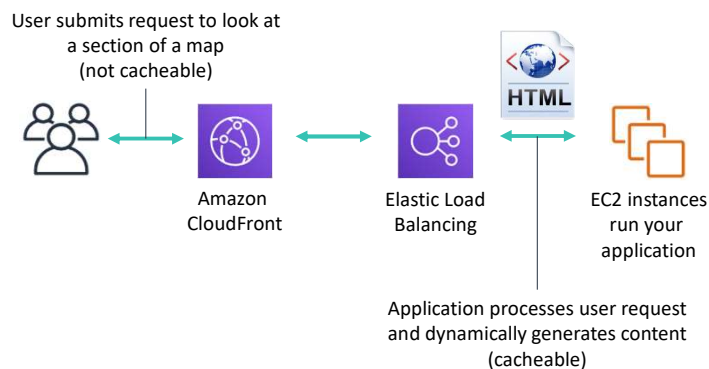 User submits request to look at
a section of a map
(not cacheable)
HTML
Amazon
CloudFront
Elastic Load
Balancing
EC2 instances
run your
application
Application processes user request
and dynamically generates content
(cacheable)